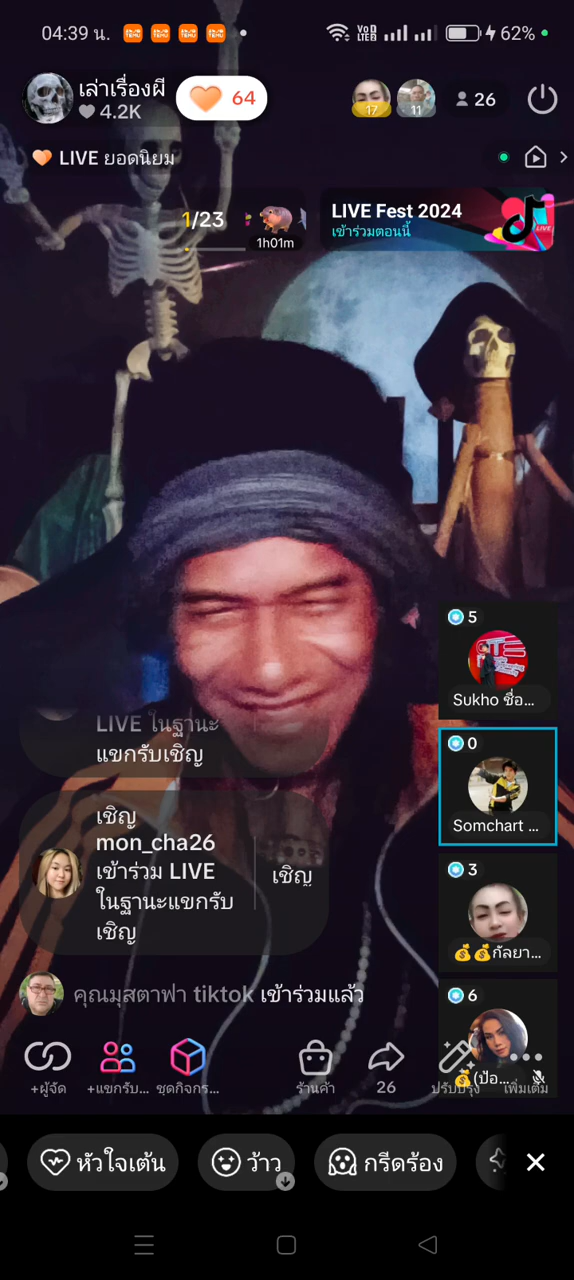 04:39 น.
VoD LTE2
62%
เล่าเรื่องผี
4.2K
64
17
11
26
LIVE ยอดนิยม
1/23
1h01m
LIVE Fest 2024
เข้าร่วมตอนนี้
LIVE
5
Sukho ชื่อ...
LIVE ในฐานะ
แขกรับเชิญ
0
Somchart ...
เชิญ
mon_cha26
เข้าร่วม LIVE
ในฐานะแขกรับ
เชิญ
เชิญ
3
💰💰กัลยา...
คุณมุสตาฟา tiktok เข้าร่วมแล้ว
6
💰(ป้อ...
+ผู้จัด
+แขกรับ...
ชุดกิจกร...
ร้านค้า
26
ปรับปรุง
เพิ่มเติม
หัวใจเต้น
ว้าว
กรีดร้อง